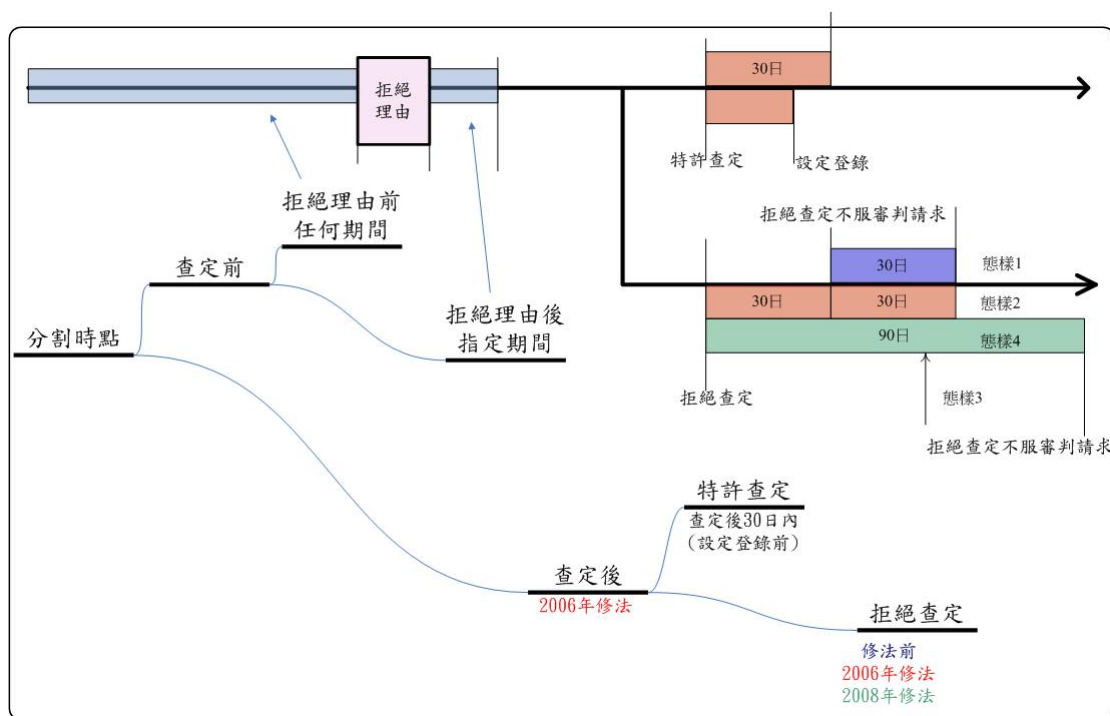 拒絕
理由
30日
特許查定
設定登錄
拒絕理由前
任何期間
查定前
拒絕理由後
指定期間
分割時點
拒絕查定不服審判請求
30日
態樣1
30日
30日
態樣2
90日
態樣4
拒絕查定
態樣3
拒絕查定不服審判請求
特許查定
查定後30日內
(設定登錄前)
查定後
2006年修法
拒絕查定
修法前
2006年修法
2008年修法